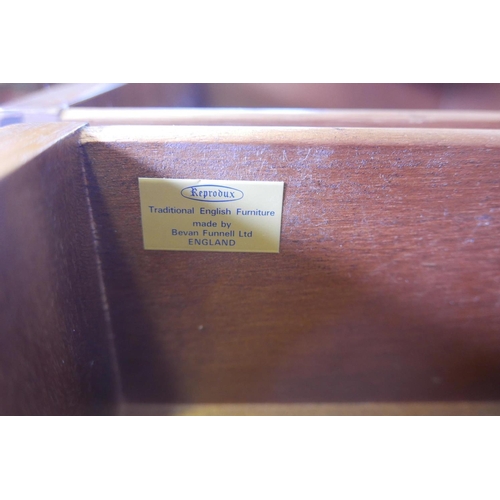 Reprodux
Traditional English Furniture
made by
Bevan Funnell Ltd
ENGLAND